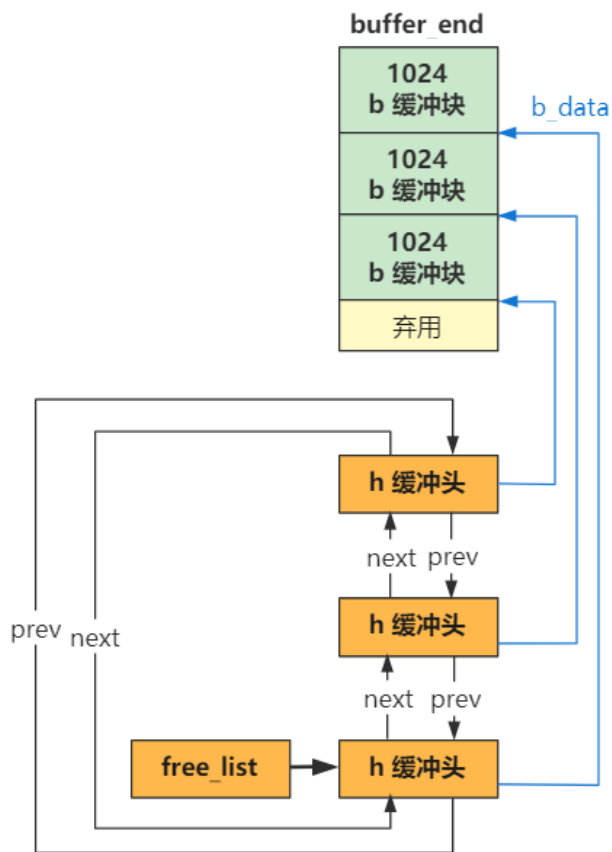 buffer_end
1024
b 缓冲块
b_data
1024
b 缓冲块
1024
b 缓冲块
弃用
h 缓冲头
next prev
prev next
h 缓冲头
next prev
free_list
h 缓冲头